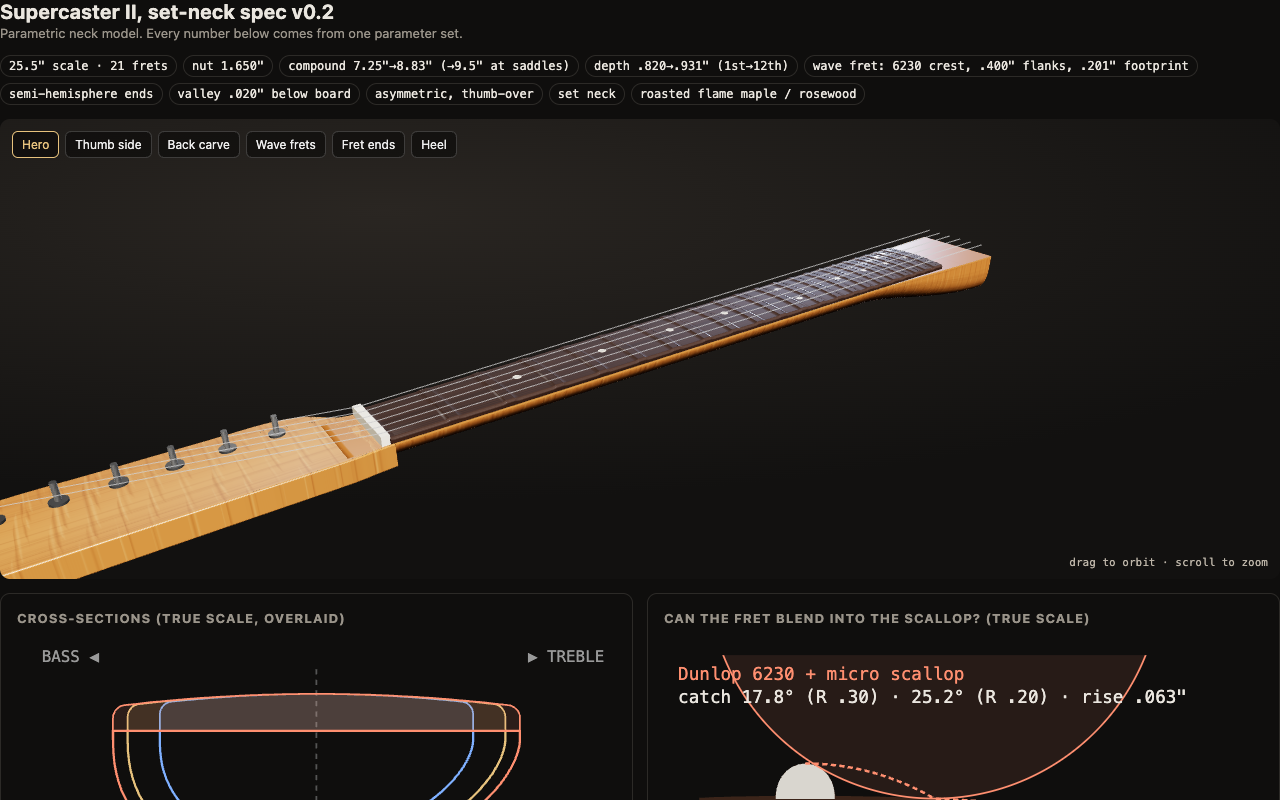 Supercaster II, set-neck spec v0.2
Parametric neck model. Every number below comes from one parameter set.
25.5" scale · 21 frets
nut 1.650"
compound 7.25"→8.83" (→9.5" at saddles)
depth .820→.931" (1st→12th)
wave fret: 6230 crest, .400" flanks, .201" footprint
semi-hemisphere ends
valley .020" below board
asymmetric, thumb-over
set neck
roasted flame maple / rosewood
Hero
Thumb side
Back carve
Wave frets
Fret ends
Heel
drag to orbit · scroll to zoom
CROSS-SECTIONS (TRUE SCALE, OVERLAID)
BASS ◀
▶ TREBLE
CAN THE FRET BLEND INTO THE SCALLOP? (TRUE SCALE)
Dunlop 6230 + micro scallop
catch 17.8° (R .30) · 25.2° (R .20) · rise .063"